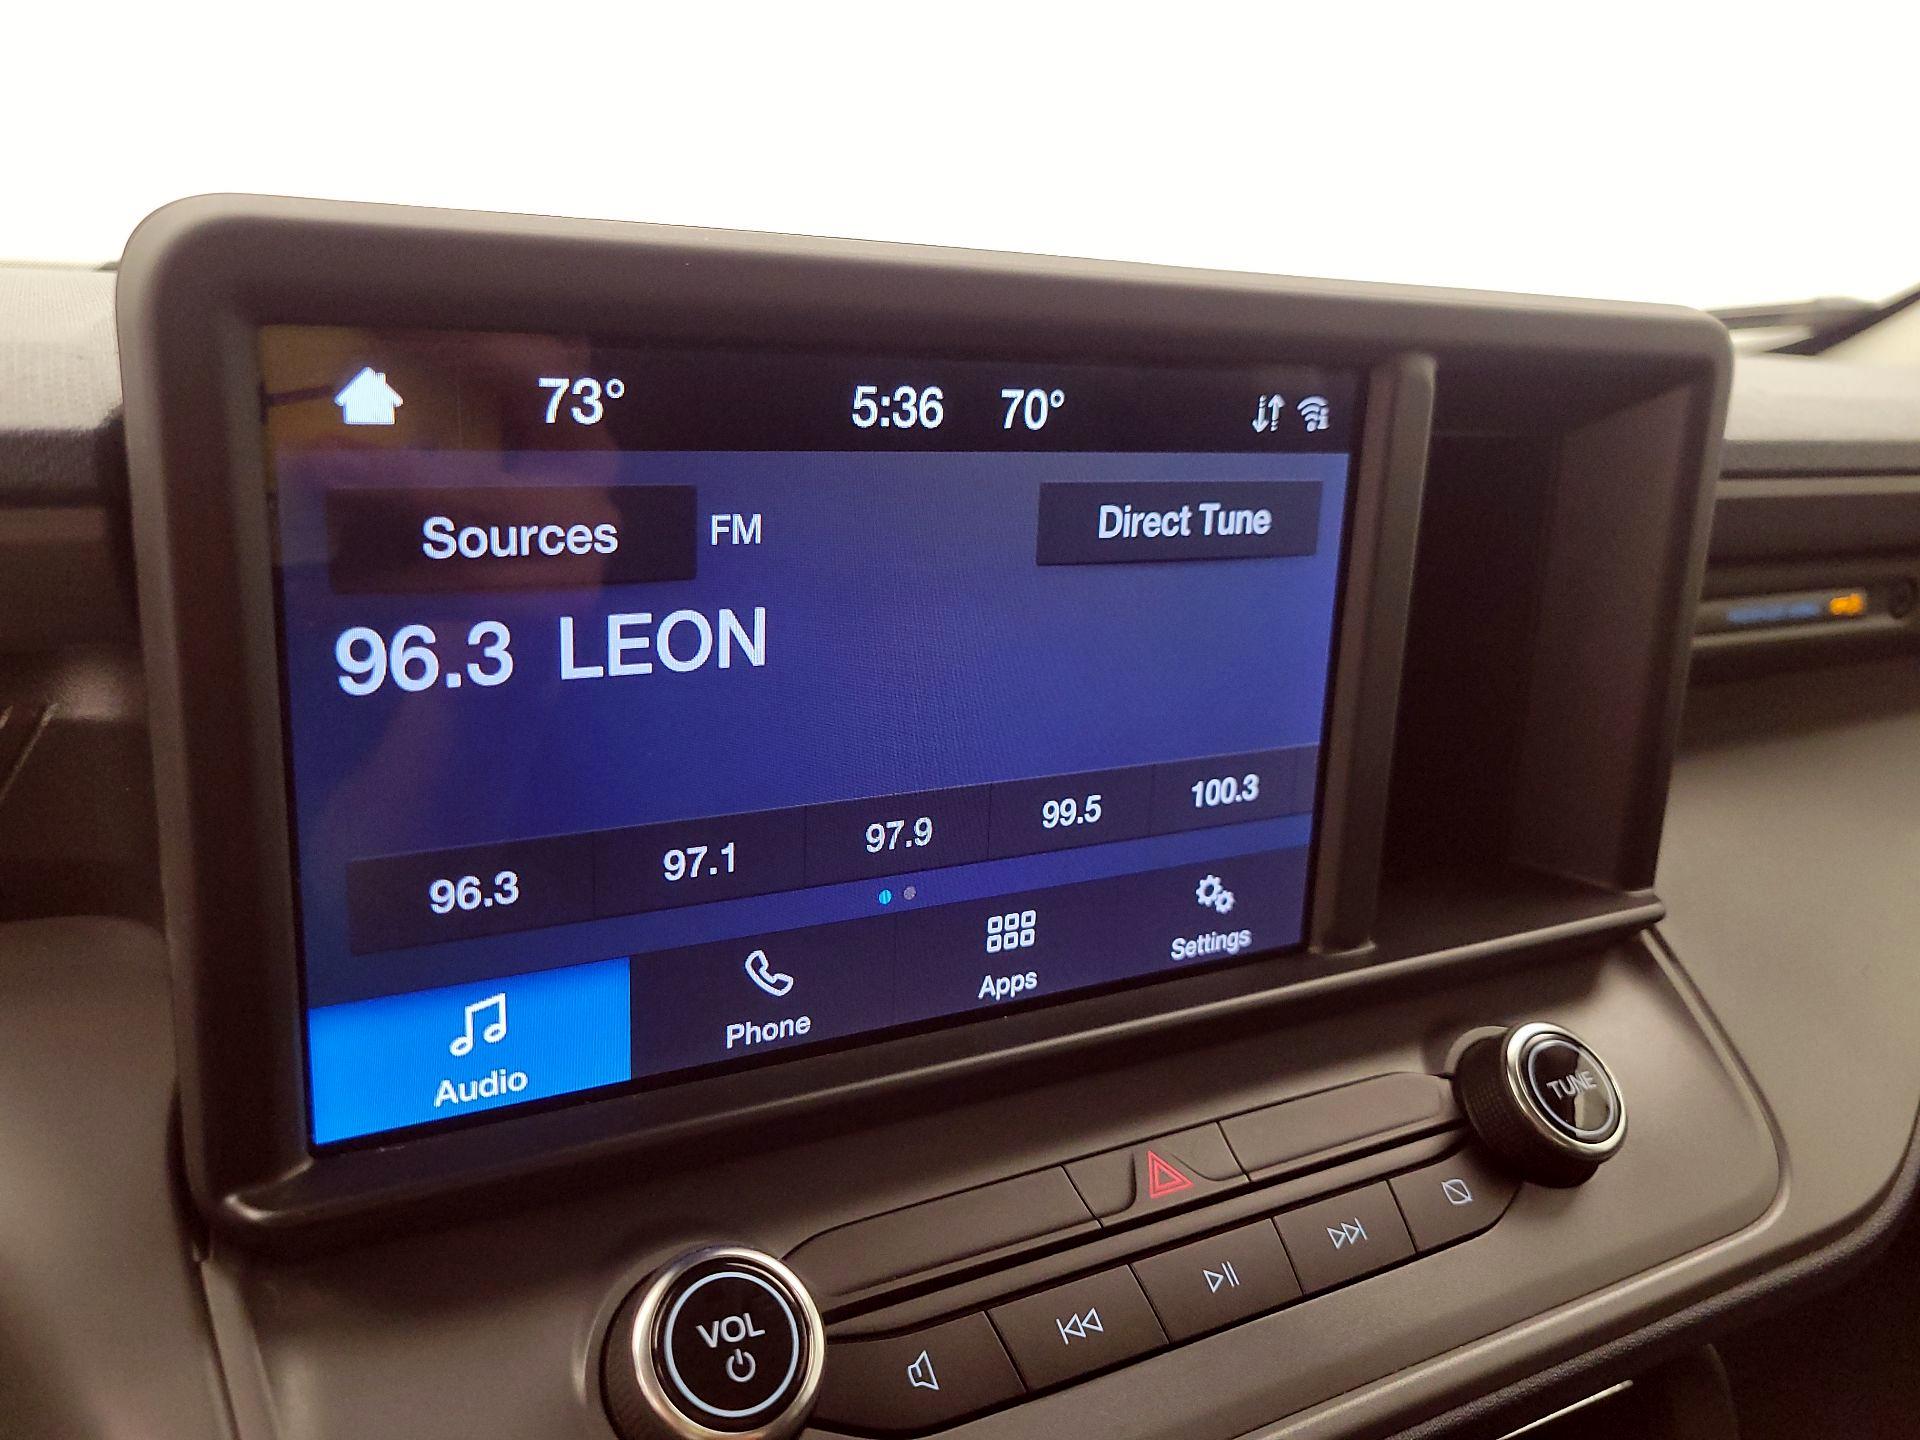 73° 5:36 70°
Sources FM Direct Tune
96.3 LEON
96.3 97.1 97.9 99.5 100.3
Audio Phone Apps Settings
TUNE
VOL